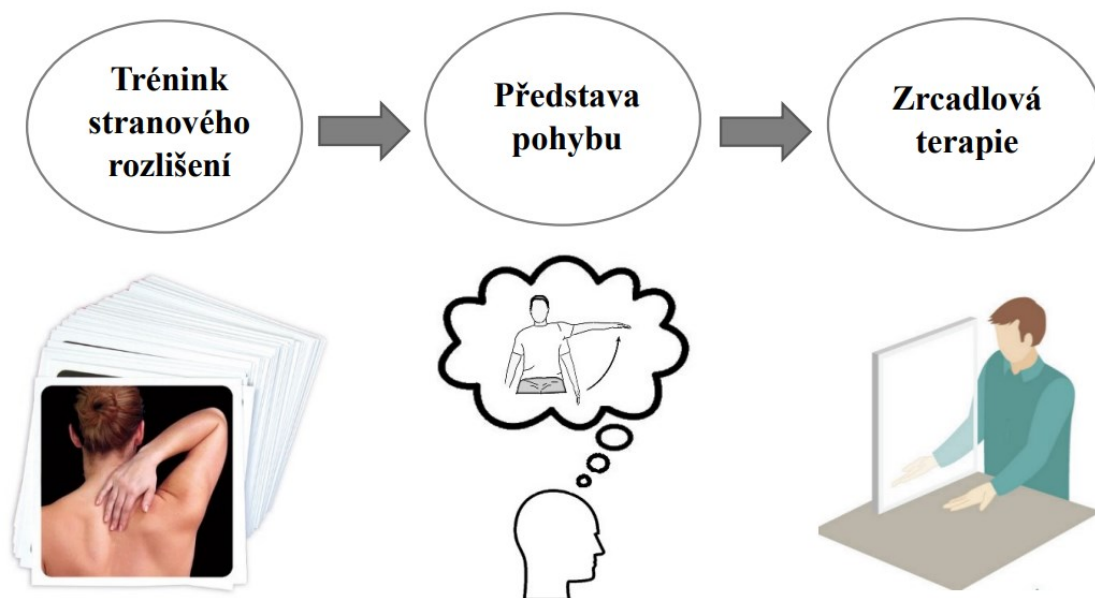 Trénink
stranového
rozlišení
Představa
pohybu
Zrcadlová
terapie